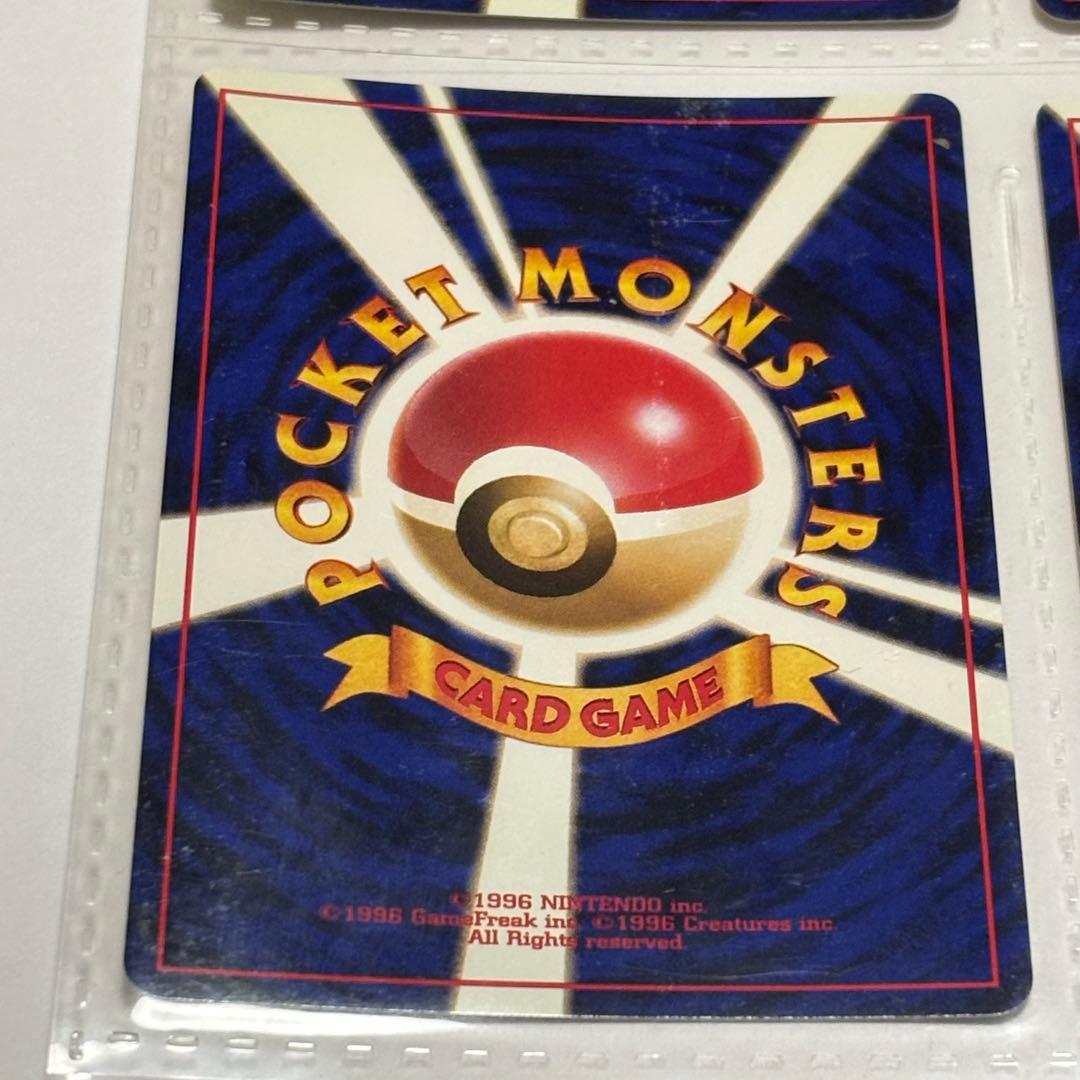 POCKET MONSTERS
CARD GAME
©1996 NINTENDO inc.
©1996 GameFreak inc. ©1996 Creatures inc.
All Rights reserved.